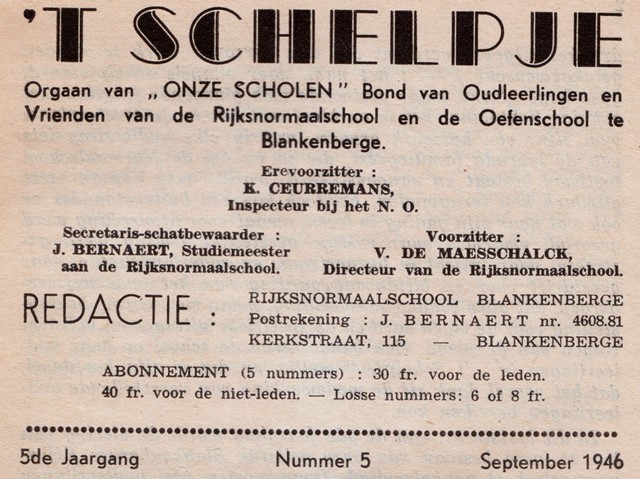 'T SCHELPJE
Orgaan van „ONZE SCHOLEN" Bond van Oudleerlingen en
Vrienden van de Rijksnormaalschool en de Oefenschool te
Blankenberge.
Erevoorzitter :
K. CEURREMANS,
Inspecteur bij het N. O.
Secretaris-schatbewaarder :
J. BERNAERT, Studiemeester
aan de Rijksnormaalschool.
Voorzitter :
V. DE MAESSCHALCK,
Directeur van de Rijksnormaalschool.
REDACTIE :
RIJKSNORMAALSCHOOL BLANKENBERGE
Postrekening : J. BERNAERT nr. 4608.81
KERKSTRAAT, 115 — BLANKENBERGE
ABONNEMENT (5 nummers) : 30 fr. voor de leden.
40 fr. voor de niet-leden. — Losse nummers: 6 of 8 fr.
5de Jaargang Nummer 5 September 1946